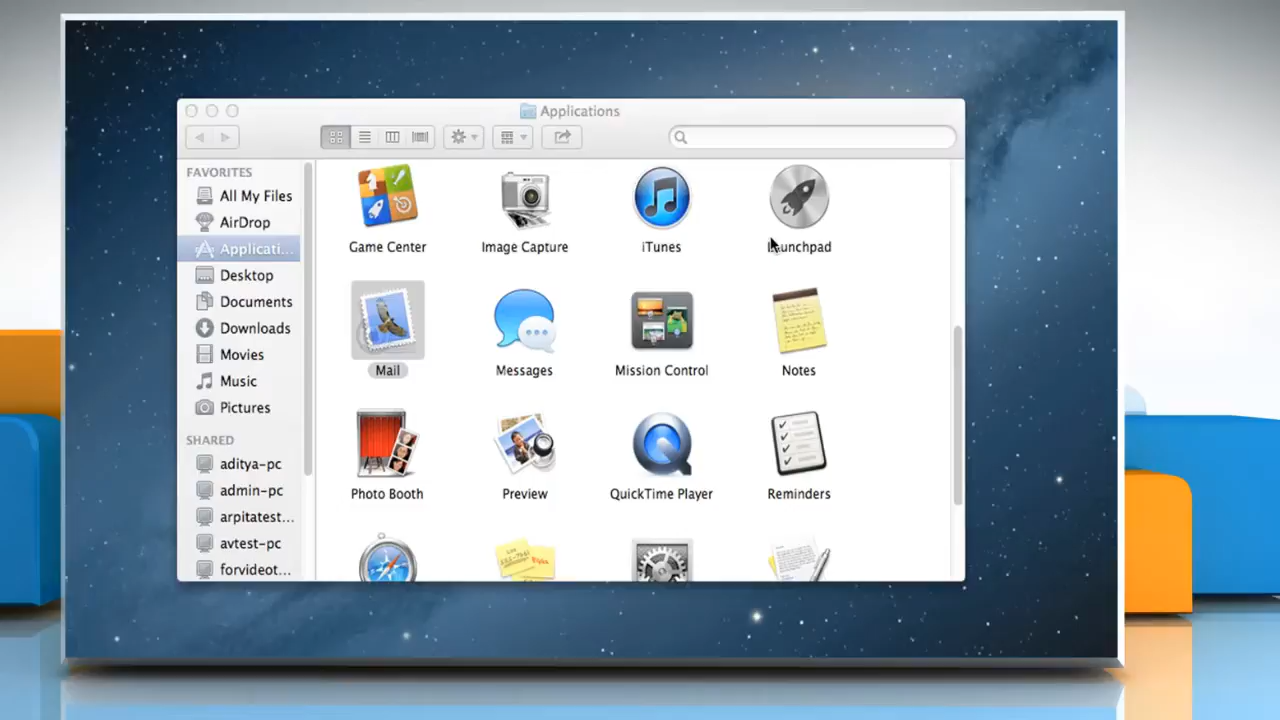 Applications
FAVORITES
All My Files
AirDrop
Applicati...
Desktop
Documents
Downloads
Movies
Music
Pictures
SHARED
aditya-pc
admin-pc
arpitatest...
avtest-pc
forvideot...
Game Center
Image Capture
iTunes
Launchpad
Mail
Messages
Mission Control
Notes
Photo Booth
Preview
QuickTime Player
Reminders